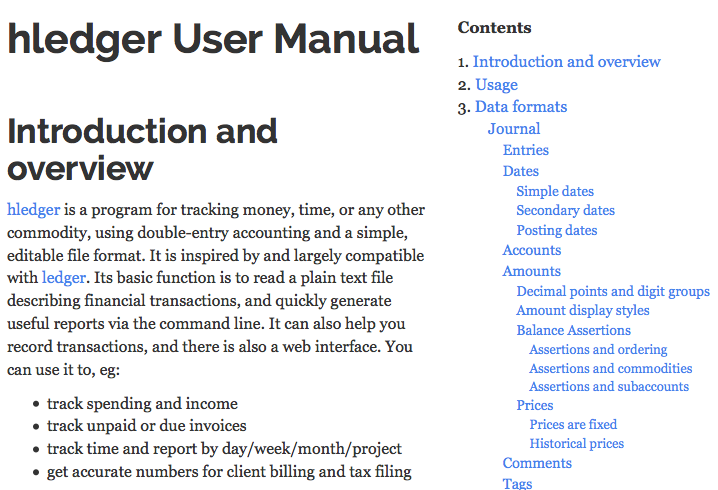 hledger User Manual
Introduction and
overview
hledger is a program for tracking money, time, or any other
commodity, using double-entry accounting and a simple,
editable file format. It is inspired by and largely compatible
with ledger. Its basic function is to read a plain text file
describing financial transactions, and quickly generate
useful reports via the command line. It can also help you
record transactions, and there is also a web interface. You
can use it to, eg:
• track spending and income
• track unpaid or due invoices
• track time and report by day/week/month/project
• get accurate numbers for client billing and tax filing
Contents
1. Introduction and overview
2. Usage
3. Data formats
Journal
Entries
Dates
Simple dates
Secondary dates
Posting dates
Accounts
Amounts
Decimal points and digit groups
Amount display styles
Balance Assertions
Assertions and ordering
Assertions and commodities
Assertions and subaccounts
Prices
Prices are fixed
Historical prices
Comments
Tags